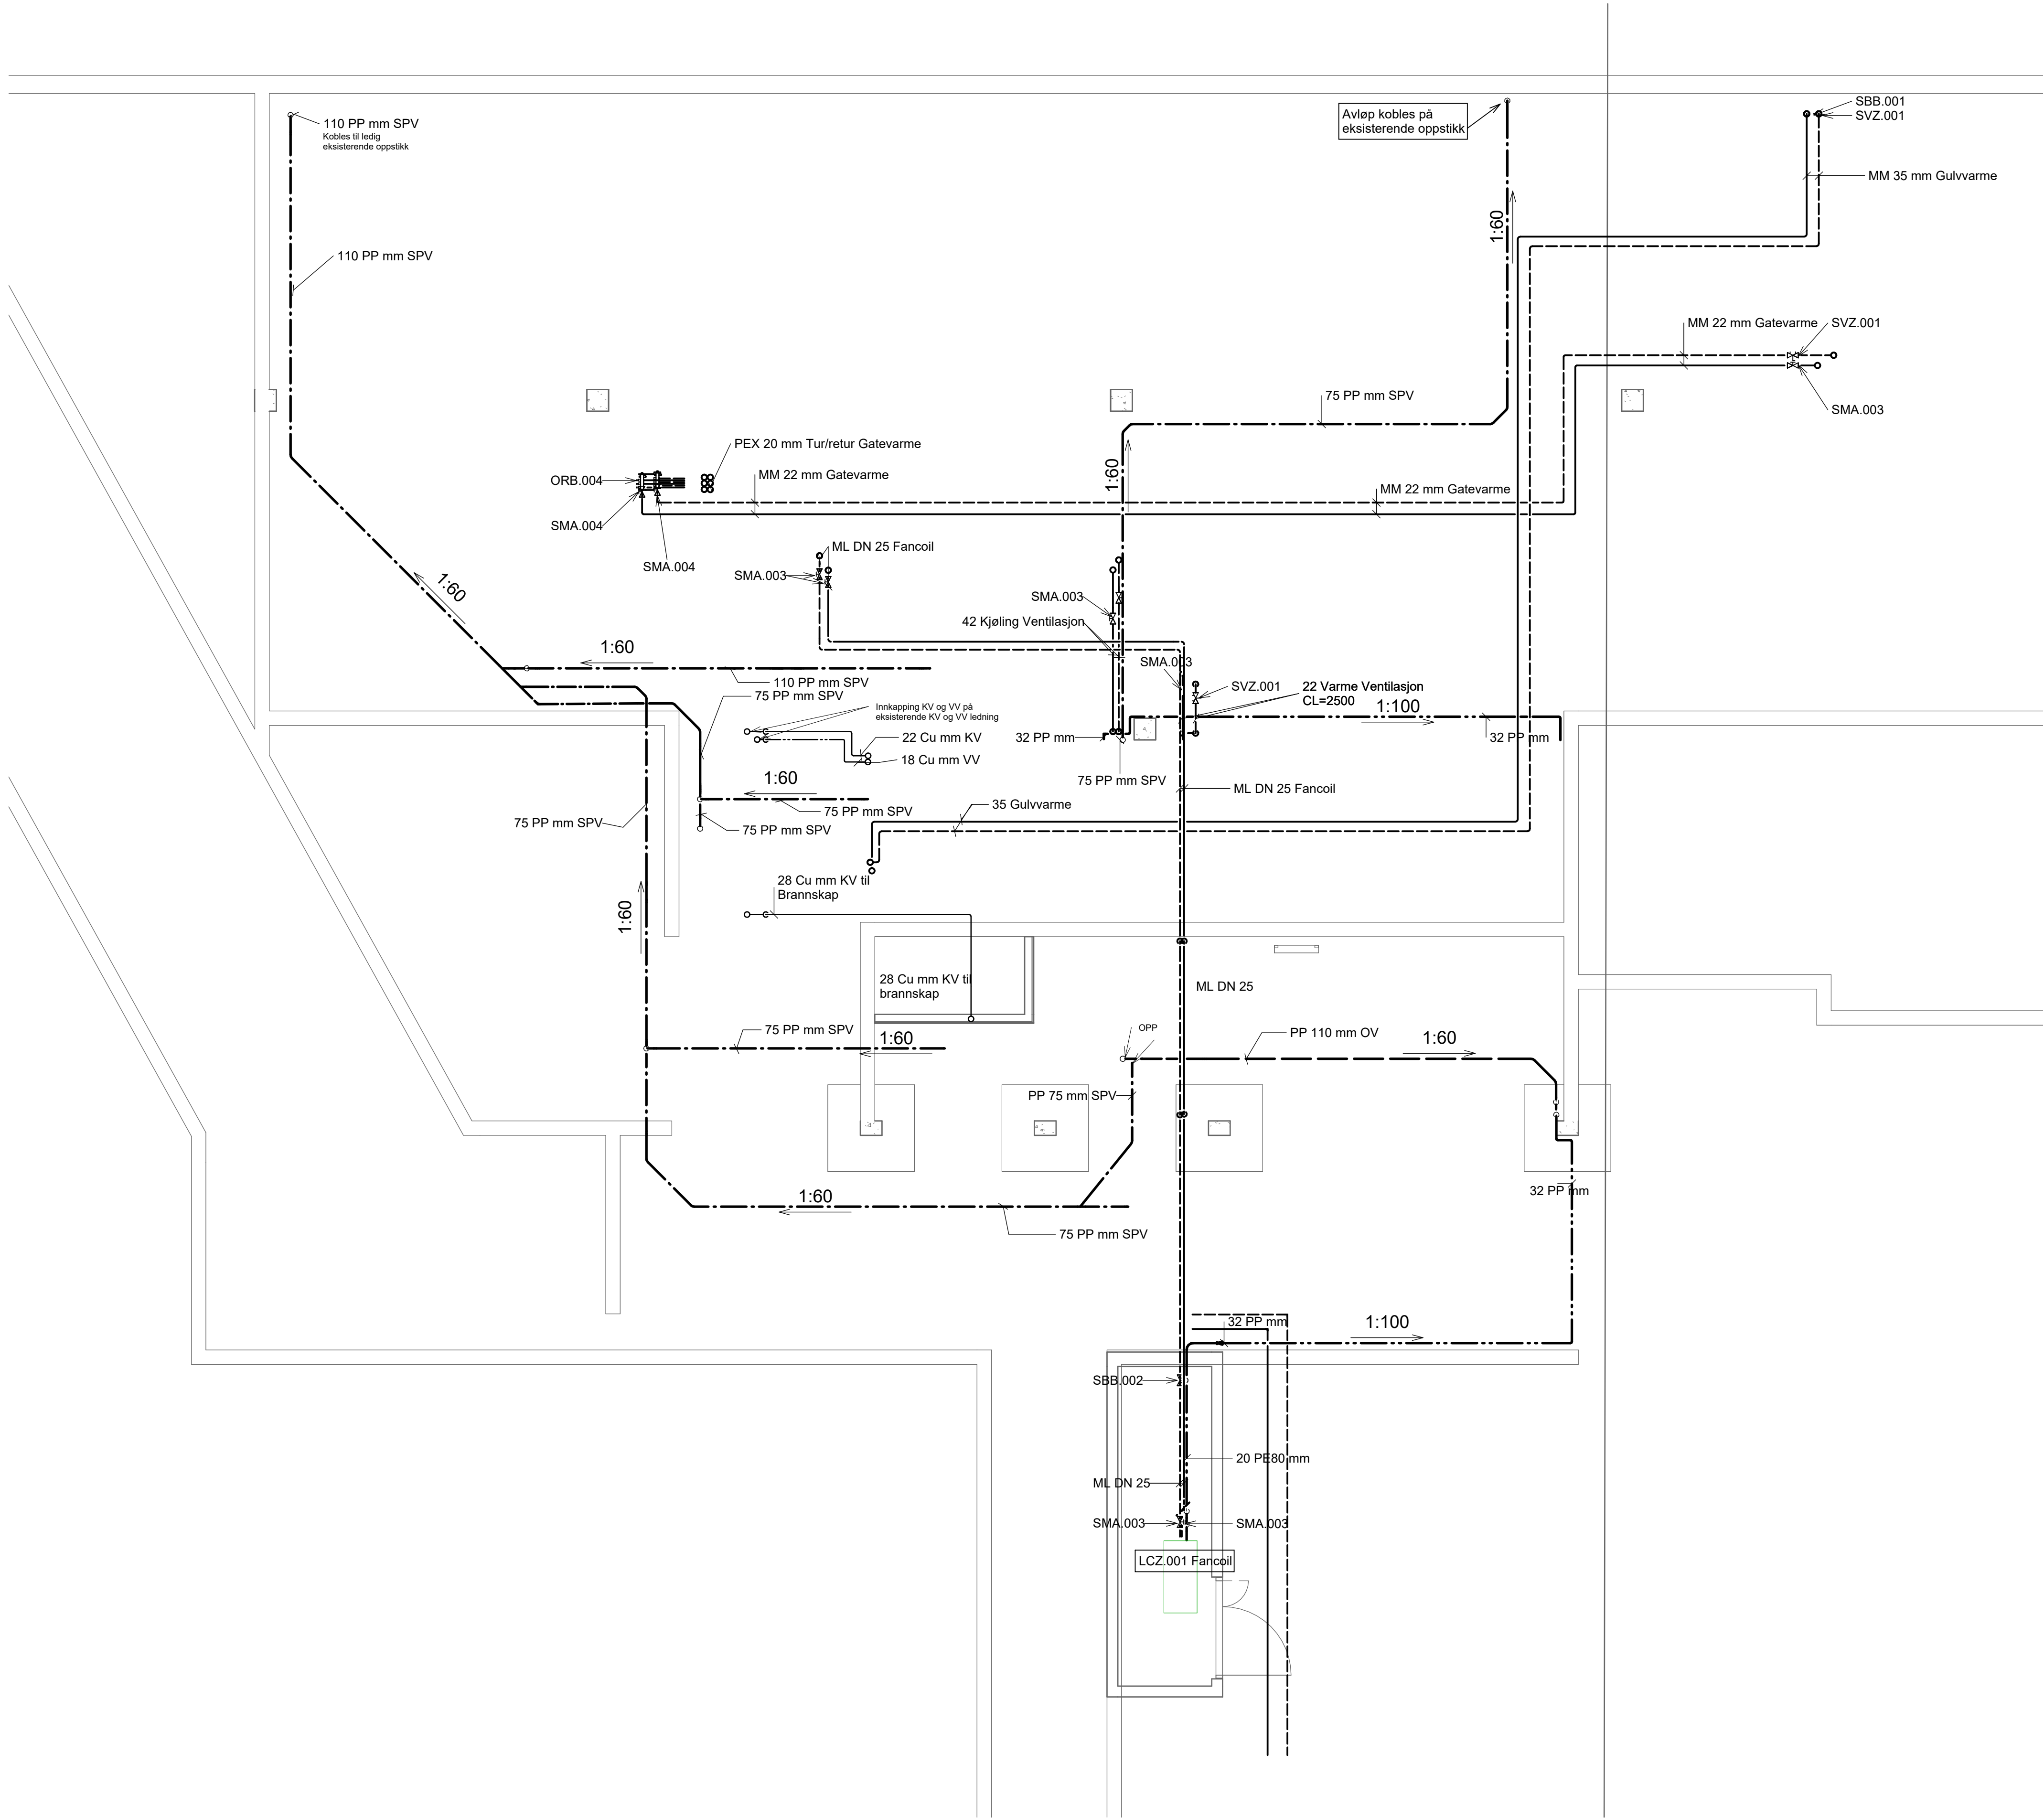 SBB.001
SVZ.001
Avløp kobles på
eksisterende oppstikk
110 PP mm SPV
Kobles til ledig
eksisterende oppstikk
MM 35 mm Gulvvarme
1:60
110 PP mm SPV
MM 22 mm Gatevarme
SVZ.001
75 PP mm SPV
SMA.003
PEX 20 mm Tur/retur Gatevarme
ORB.004
MM 22 mm Gatevarme
1:60
MM 22 mm Gatevarme
SMA.004
SMA.004
ML DN 25 Fancoil
SMA.003
1:60
SMA.003
42 Kjøling Ventilasjon
1:60
SMA.003
110 PP mm SPV
75 PP mm SPV
SVZ.001
22 Varme Ventilasjon
CL=2500
1:100
Innkapping KV og VV på
eksisterende KV og VV ledning
22 Cu mm KV
32 PP mm
32 PP mm
18 Cu mm VV
1:60
75 PP mm SPV
ML DN 25 Fancoil
35 Gulvvarme
75 PP mm SPV
75 PP mm SPV
75 PP mm SPV
28 Cu mm KV til
Brannskap
1:60
28 Cu mm KV til
brannskap
ML DN 25
75 PP mm SPV
1:60
OPP
PP 110 mm OV
1:60
PP 75 mm SPV
32 PP mm
1:60
75 PP mm SPV
32 PP mm
1:100
SBB.002
20 PE80 mm
ML DN 25
SMA.003
SMA.003
LCZ.001 Fancoil